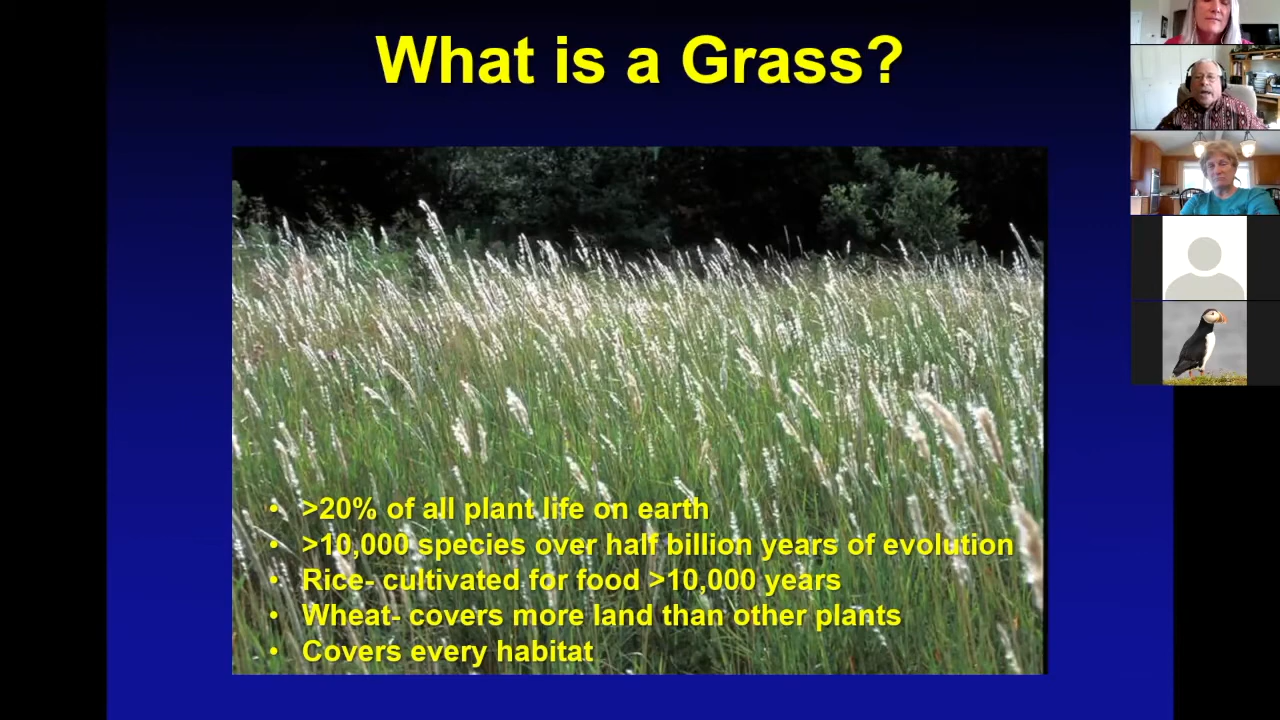 What is a Grass?
• >20% of all plant life on earth
• >10,000 species over half billion years of evolution
• Rice- cultivated for food >10,000 years
• Wheat- covers more land than other plants
• Covers every habitat